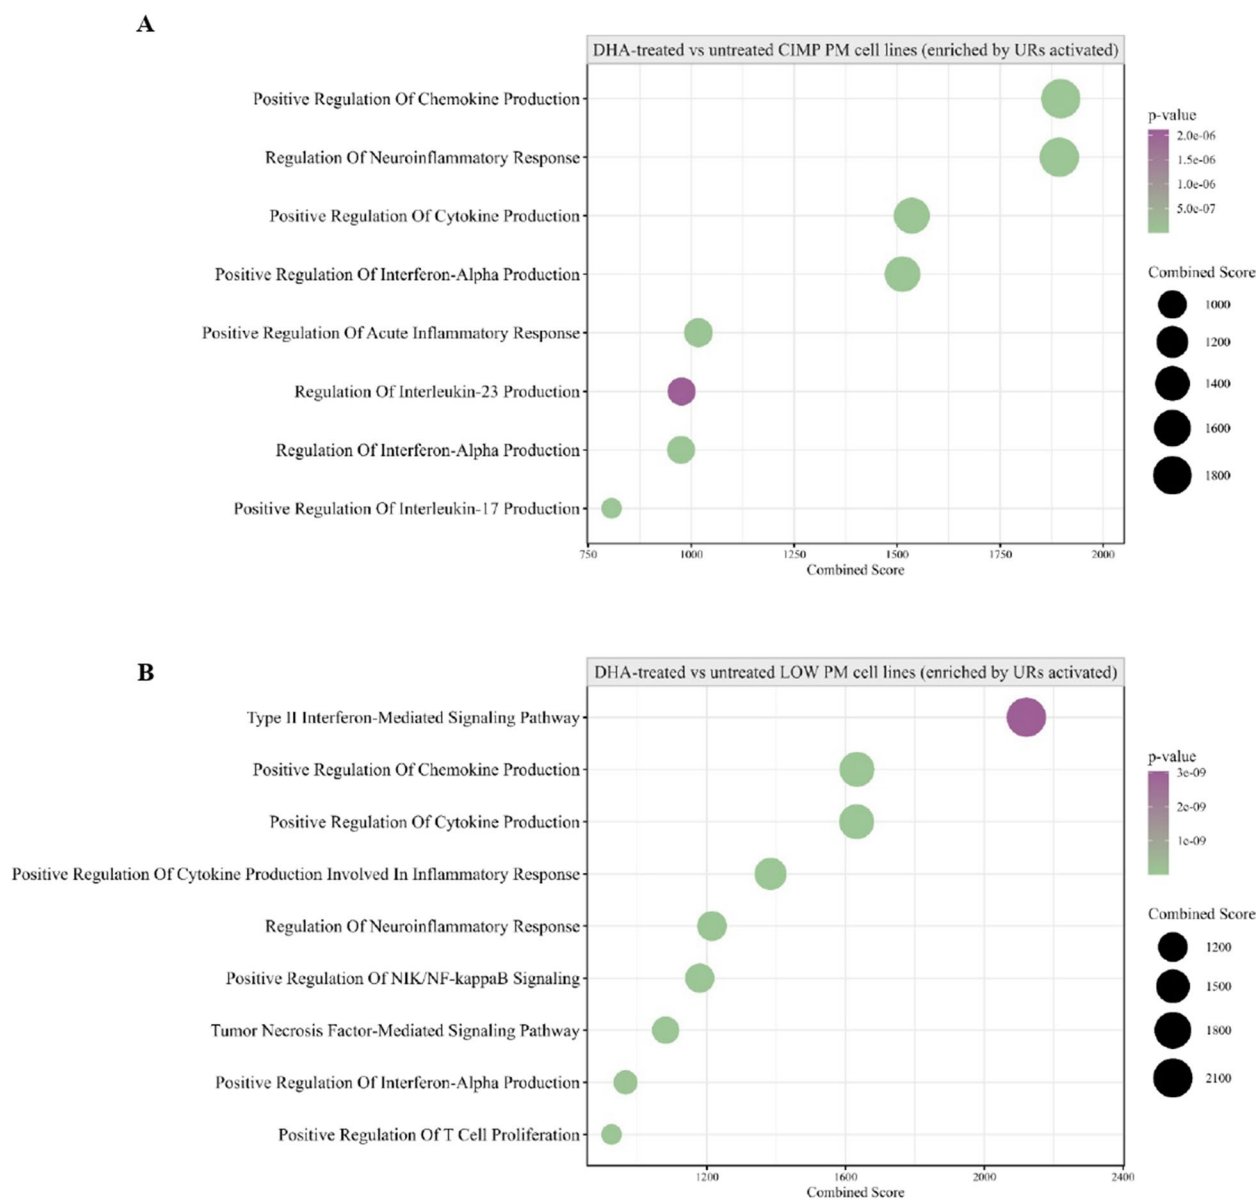 A
DHA-treated vs untreated CIMP PM cell lines (enriched by URs activated)
Positive Regulation Of Chemokine Production
Regulation Of Neuroinflammatory Response
Positive Regulation Of Cytokine Production
Positive Regulation Of Interferon-Alpha Production
Positive Regulation Of Acute Inflammatory Response
Regulation Of Interleukin-23 Production
Regulation Of Interferon-Alpha Production
Positive Regulation Of Interleukin-17 Production
750 1000 1250 1500 1750 2000
Combined Score
p-value
2.0e-06
1.5e-06
1.0e-06
5.0e-07
Combined Score
1000
1200
1400
1600
1800
B
DHA-treated vs untreated LOW PM cell lines (enriched by URs activated)
Type II Interferon-Mediated Signaling Pathway
Positive Regulation Of Chemokine Production
Positive Regulation Of Cytokine Production
Positive Regulation Of Cytokine Production Involved In Inflammatory Response
Regulation Of Neuroinflammatory Response
Positive Regulation Of NIK/NF-kappaB Signaling
Tumor Necrosis Factor-Mediated Signaling Pathway
Positive Regulation Of Interferon-Alpha Production
Positive Regulation Of T Cell Proliferation
1200 1600 2000 2400
Combined Score
p-value
3e-09
2e-09
1e-09
Combined Score
1200
1500
1800
2100